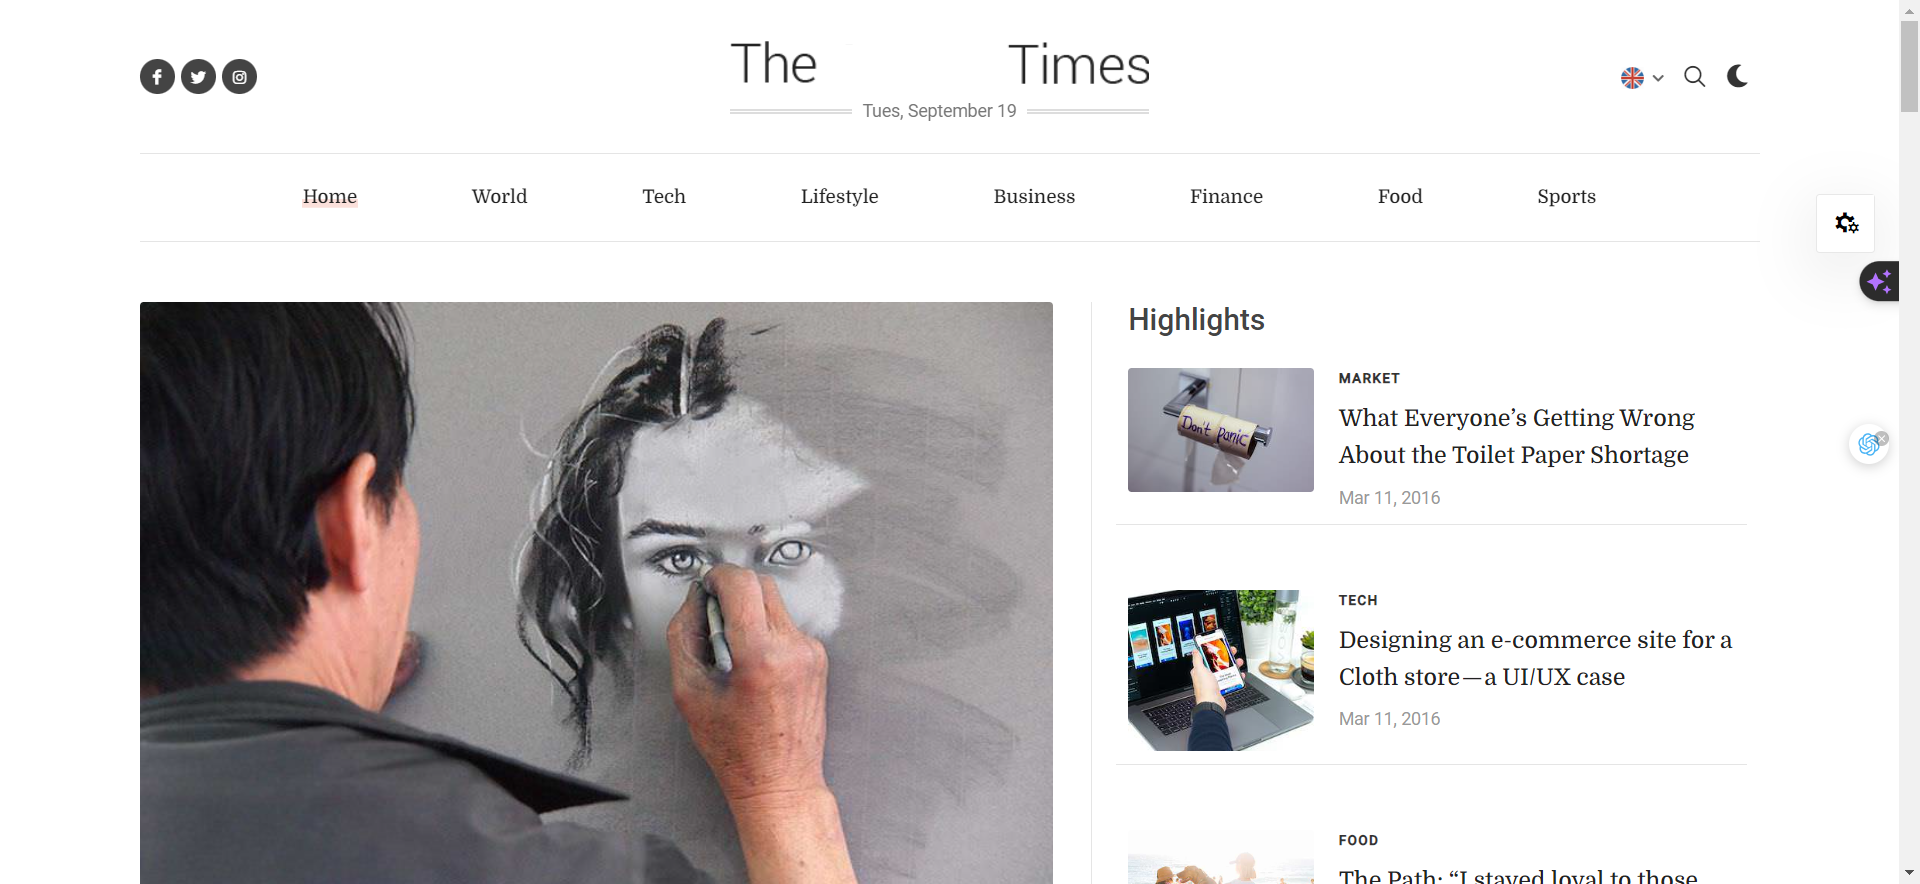 The Times
Tues, September 19
Home World Tech Lifestyle Business Finance Food Sports
Highlights
Don't panic
MARKET
What Everyone’s Getting Wrong
About the Toilet Paper Shortage
Mar 11, 2016
TECH
Designing an e-commerce site for a
Cloth store — a UI/UX case
Mar 11, 2016
FOOD
The Path: “I stayed loyal to those